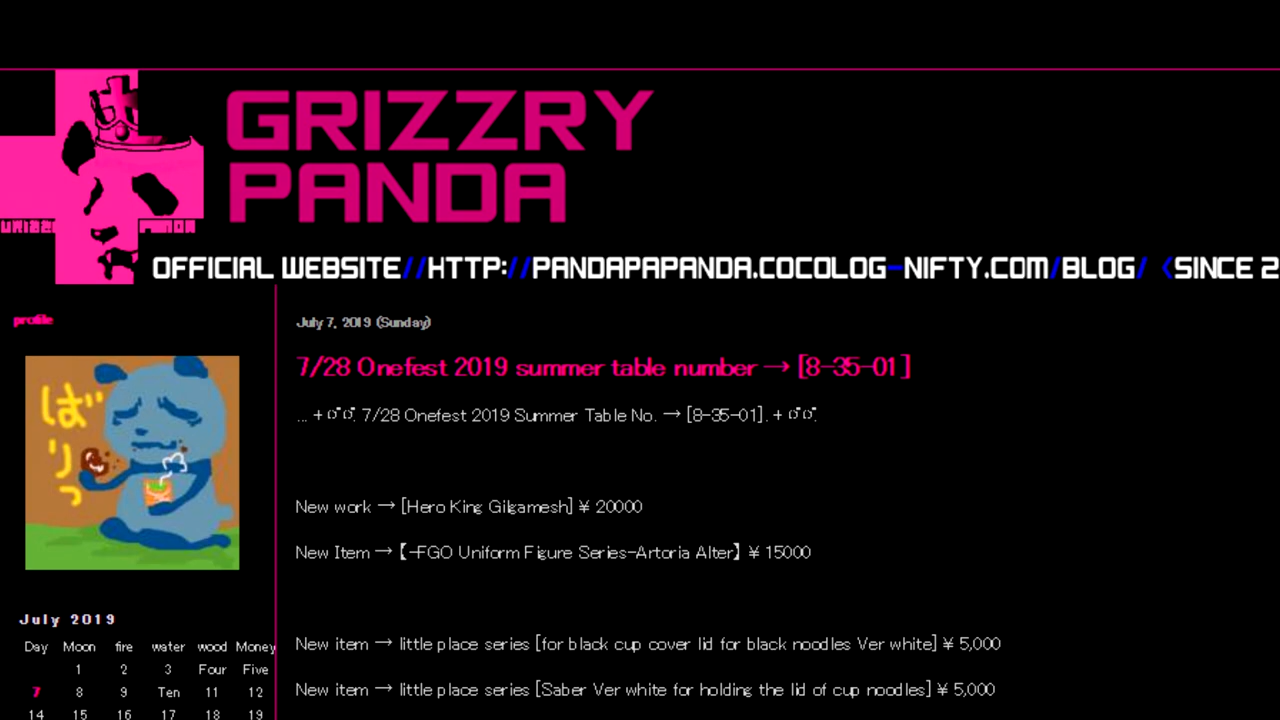 GRIZZRY
PANDA
OFFICIAL WEBSITE//HTTP://PANDAPAPANDA.COCOLOG-NIFTY.COM/BLOG/ <SINCE 2
profile
July 7, 2019 (Sunday)
7/28 Onefest 2019 summer table number → [8-35-01]
7/28 Onefest 2019 Summer Table No. → [8-35-01].
ばりっ
New work → [Hero King Gilgamesh] ¥ 20000
New Item → 【-FGO Uniform Figure Series-Artoria Alter】 ¥ 15000
July 2019
New item → little place series [for black cup cover lid for black noodles Ver white] ¥ 5,000
Day Moon fire water wood Money
1 2 3 Four Five
7 8 9 Ten 11 12
New item → little place series [Saber Ver white for holding the lid of cup noodles] ¥ 5,000
14 15 16 17 18 19